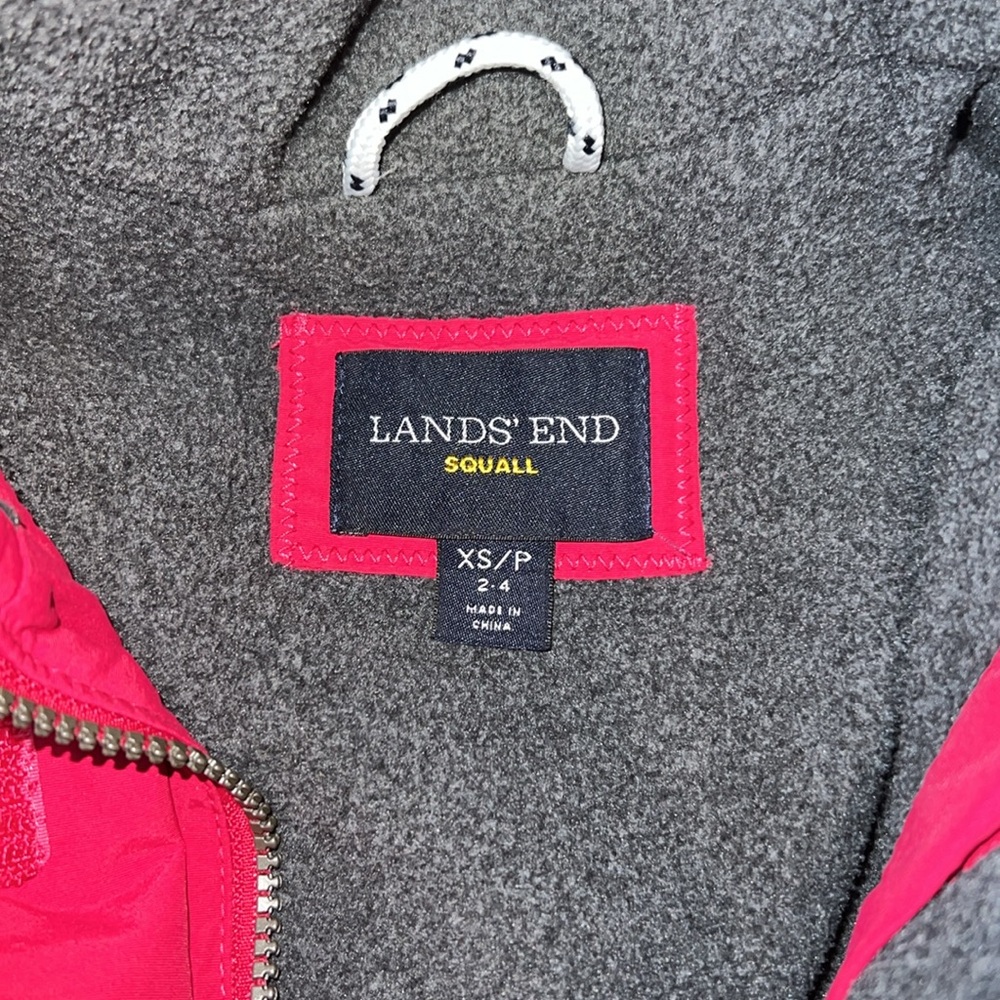 LANDS' END
SQUALL
XS/P
2-4
MADE IN
CHINA